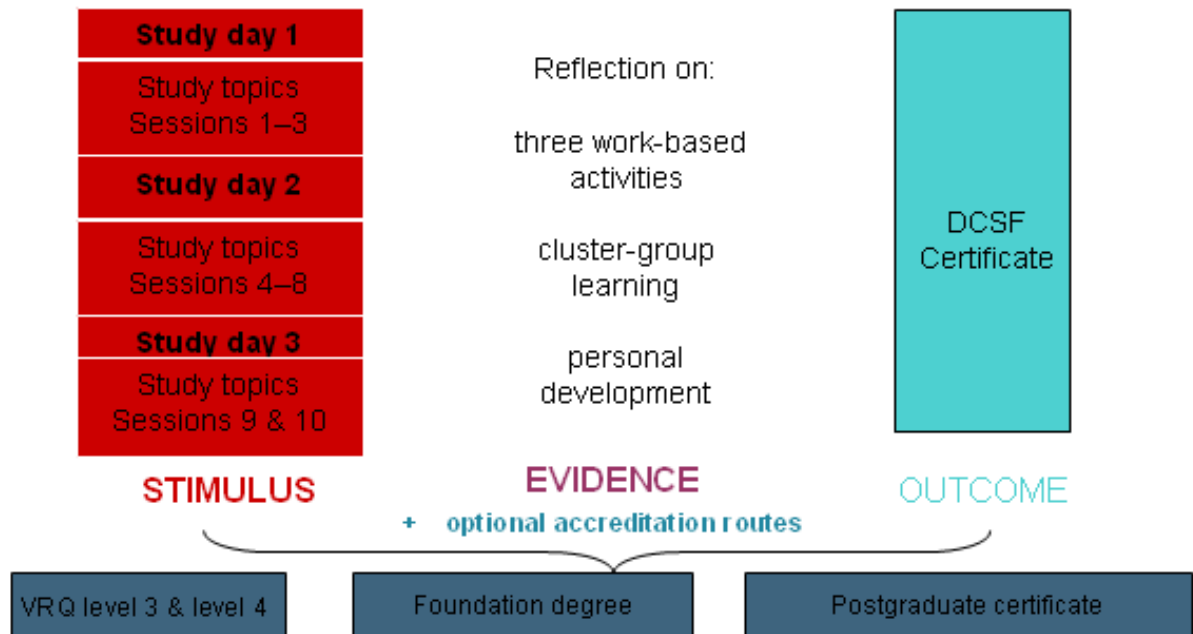 Study day 1
Study topics
Sessions 1–3
Study day 2
Study topics
Sessions 4–8
Study day 3
Study topics
Sessions 9 & 10
STIMULUS
Reflection on:
three work-based
activities
cluster-group
learning
personal
development
EVIDENCE
DCSF
Certificate
OUTCOME
+ optional accreditation routes
VRQ level 3 & level 4
Foundation degree
Postgraduate certificate